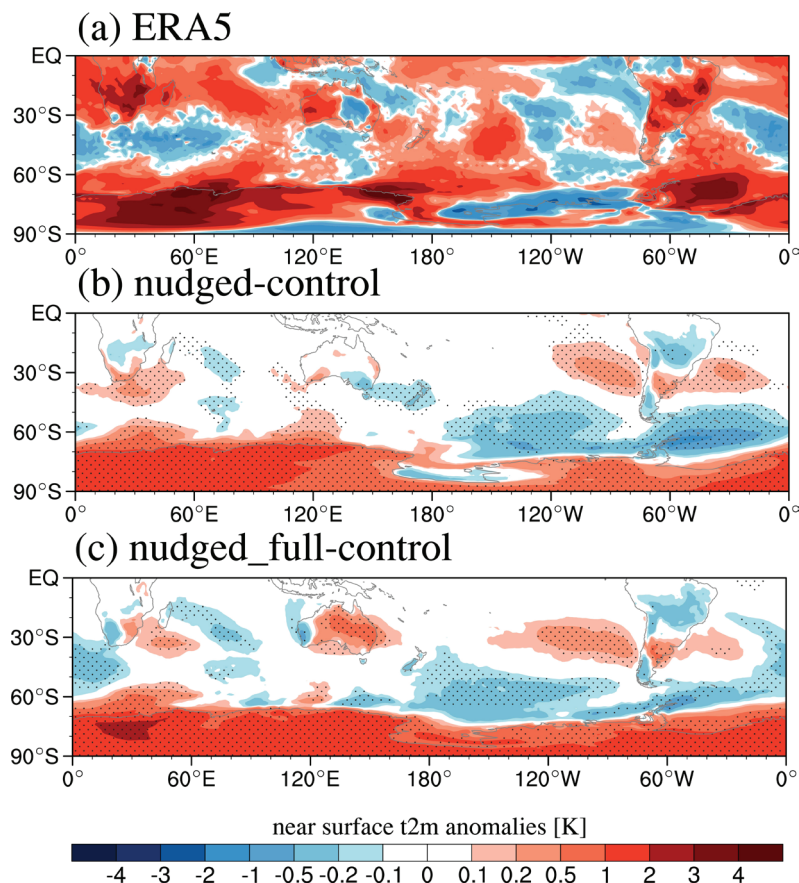 (a) ERA5
EQ
30°S
60°S
90°S
0° 60°E 120°E 180° 120°W 60°W 0°
(b) nudged-control
EQ
30°S
60°S
90°S
0° 60°E 120°E 180° 120°W 60°W 0°
(c) nudged_full-control
EQ
30°S
60°S
90°S
0° 60°E 120°E 180° 120°W 60°W 0°
near surface t2m anomalies [K]
-4 -3 -2 -1 -0.5 -0.2 -0.1 0 0.1 0.2 0.5 1 2 3 4